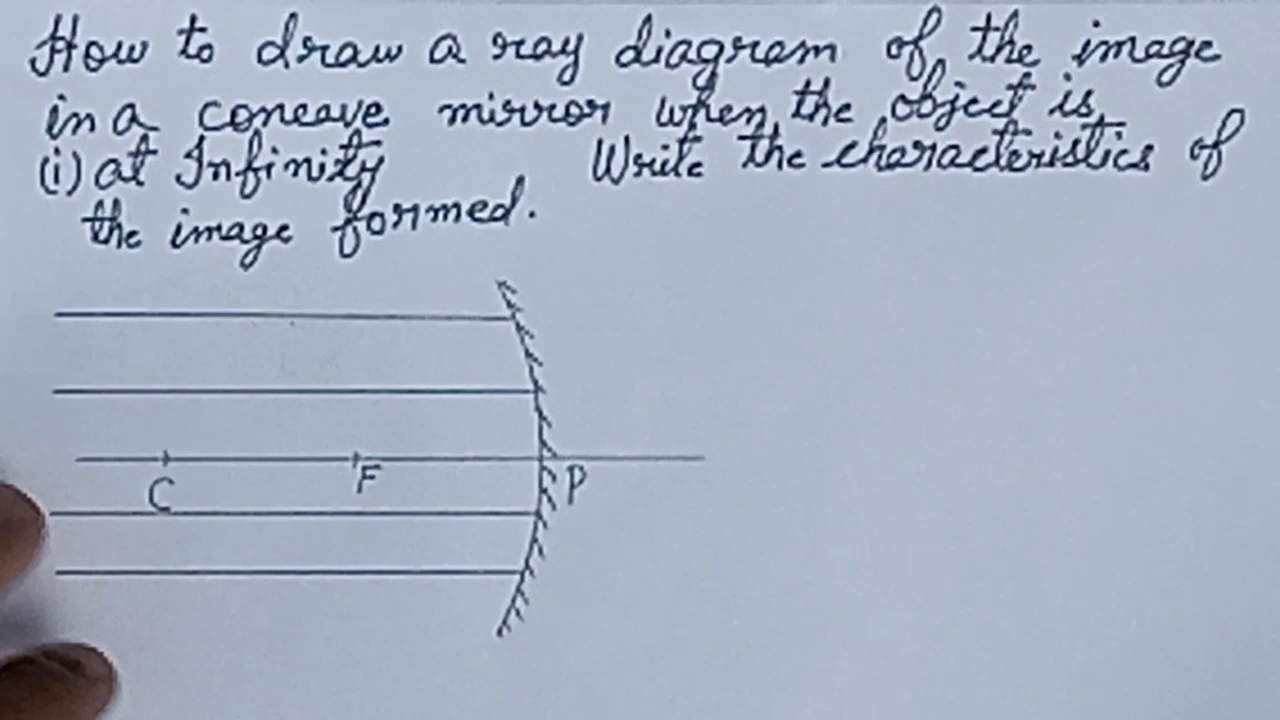 How to draw a ray diagram of the image
in a concave mirror when the object is
(i) at Infinity Write the characteristics of
the image formed.
C F P